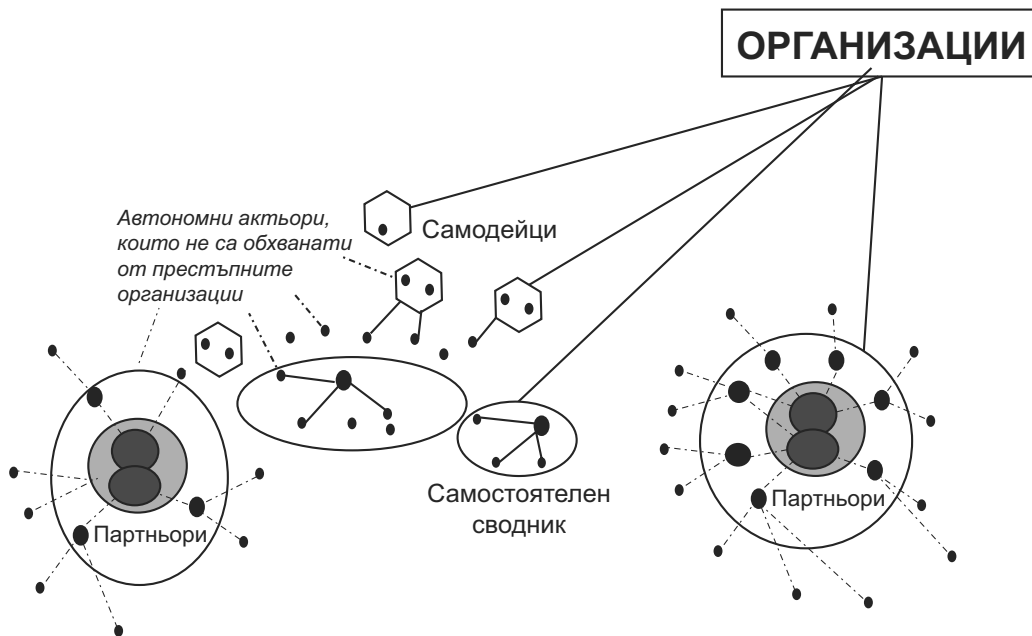 ОРГАНИЗАЦИИ
Автономни актьори,
които не са обхванати
от престъпните
организации
Самодейци
Самостоятелен
сводник
Партньори
Партньори